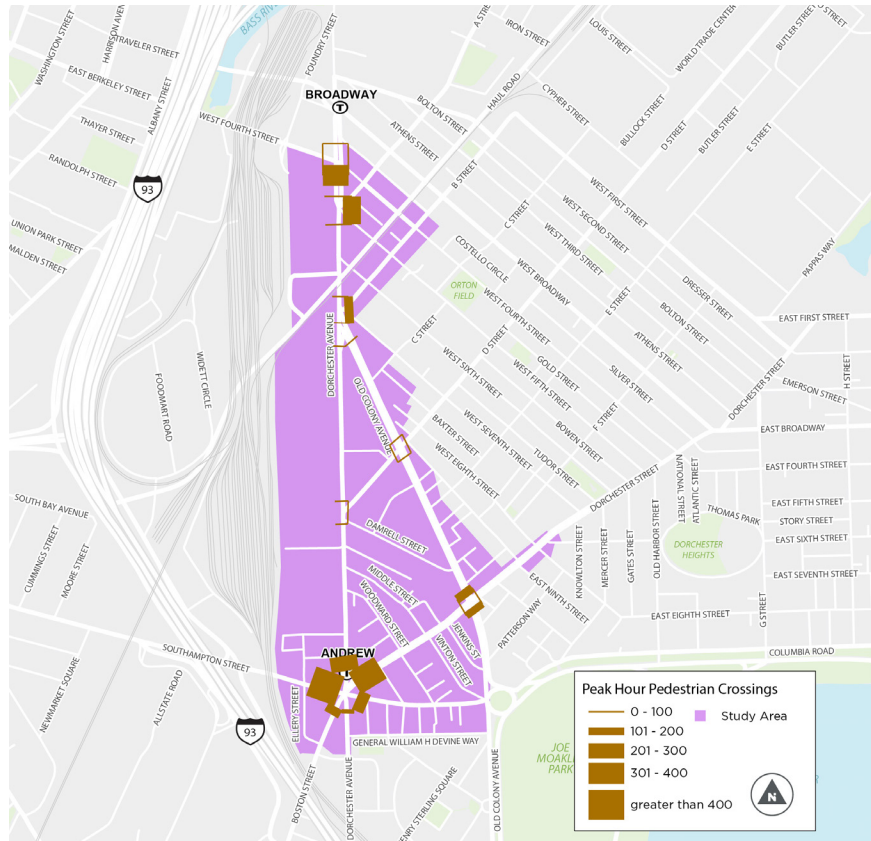 BASS RIV
WASHINGTON STREET
HARRISON AVEN
TRAVELER STREET
EAST BERKELEY STREET
ALBANY STREET
THAYER STREET
RANDOLPH STREET
UNION PARK STREET
MALDEN STREET
WEST FOURTH STREET
FOUNDRY STREET
BROADWAY
T
93
A STREET
IRON STREET
LOUIS STREET
WORLD TRADE CENTER
BUTLER STREET
HAUL ROAD
CYPHER STREET
BOLTON STREET
ATHENS STREET
B STREET
BULLOCK STREET
D STREET
BUTLER STREET
E STREET
WEST FIRST STREET
WEST SECOND STREET
WEST THIRD STREET
C STREET
COSTELLO CIRCLE
WEST BROADWAY
ORTON
FIELD
WEST FOURTH STREET
PAPPAS WAY
DRESSER STREET
BOLTON STREET
E STREET
ATHENS STREET
EAST FIRST STREET
C STREET
D STREET
GOLD STREET
WEST FIFTH STREET
SILVER STREET
WEST SIXTH STREET
DORCHESTER STREET
EMERSON STREET
H STREET
DORCHESTER AVENUE
OLD COLONY AVENUE
FOODMART ROAD
WIDETT CIRCLE
BAXTER STREET
WEST SEVENTH STREET
BOWEN STREET
F STREET
TUDOR STREET
WEST EIGHTH STREET
EAST BROADWAY
EAST FOURTH STREET
NATIONAL STREET
ATLANTIC STREET
DORCHESTER STREET
SOUTH BAY AVENUE
CUMMINGS STREET
MOORE STREET
THOMAS PARK
EAST FIFTH STREET
STORY STREET
EAST SIXTH STREET
DORCHESTER
HEIGHTS
EAST SEVENTH STREET
OLD HARBOR STREET
GATES STREET
MERCER STREET
KNOWLTON STREET
DAMRELL STREET
MIDDLE STREET
WOODWARD STREET
EAST NINTH STREET
PATTERSON WAY
EAST EIGHTH STREET
G STREET
JENKINS ST
VINTON STREET
COLUMBIA ROAD
SOUTHAMPTON STREET
ANDREW
NEWMARKET SQUARE
ALLSTATE ROAD
93
ELLERY STREET
GENERAL WILLIAM H DEVINE WAY
BOSTON STREET
DORCHESTER AVENUE
ENRY STERLING SQUARE
OLD COLONY AVENUE
JOE
MOAKLE
PARK
Peak Hour Pedestrian Crossings
0 - 100
101 - 200
201 - 300
301 - 400
greater than 400
Study Area
N